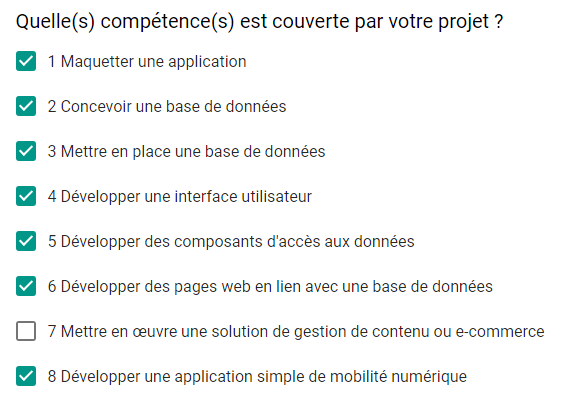 Quelle(s) compétence(s) est couverte par votre projet ?
1 Maquetter une application
2 Concevoir une base de données
3 Mettre en place une base de données
4 Développer une interface utilisateur
5 Développer des composants d'accès aux données
6 Développer des pages web en lien avec une base de données
7 Mettre en œuvre une solution de gestion de contenu ou e-commerce
8 Développer une application simple de mobilité numérique